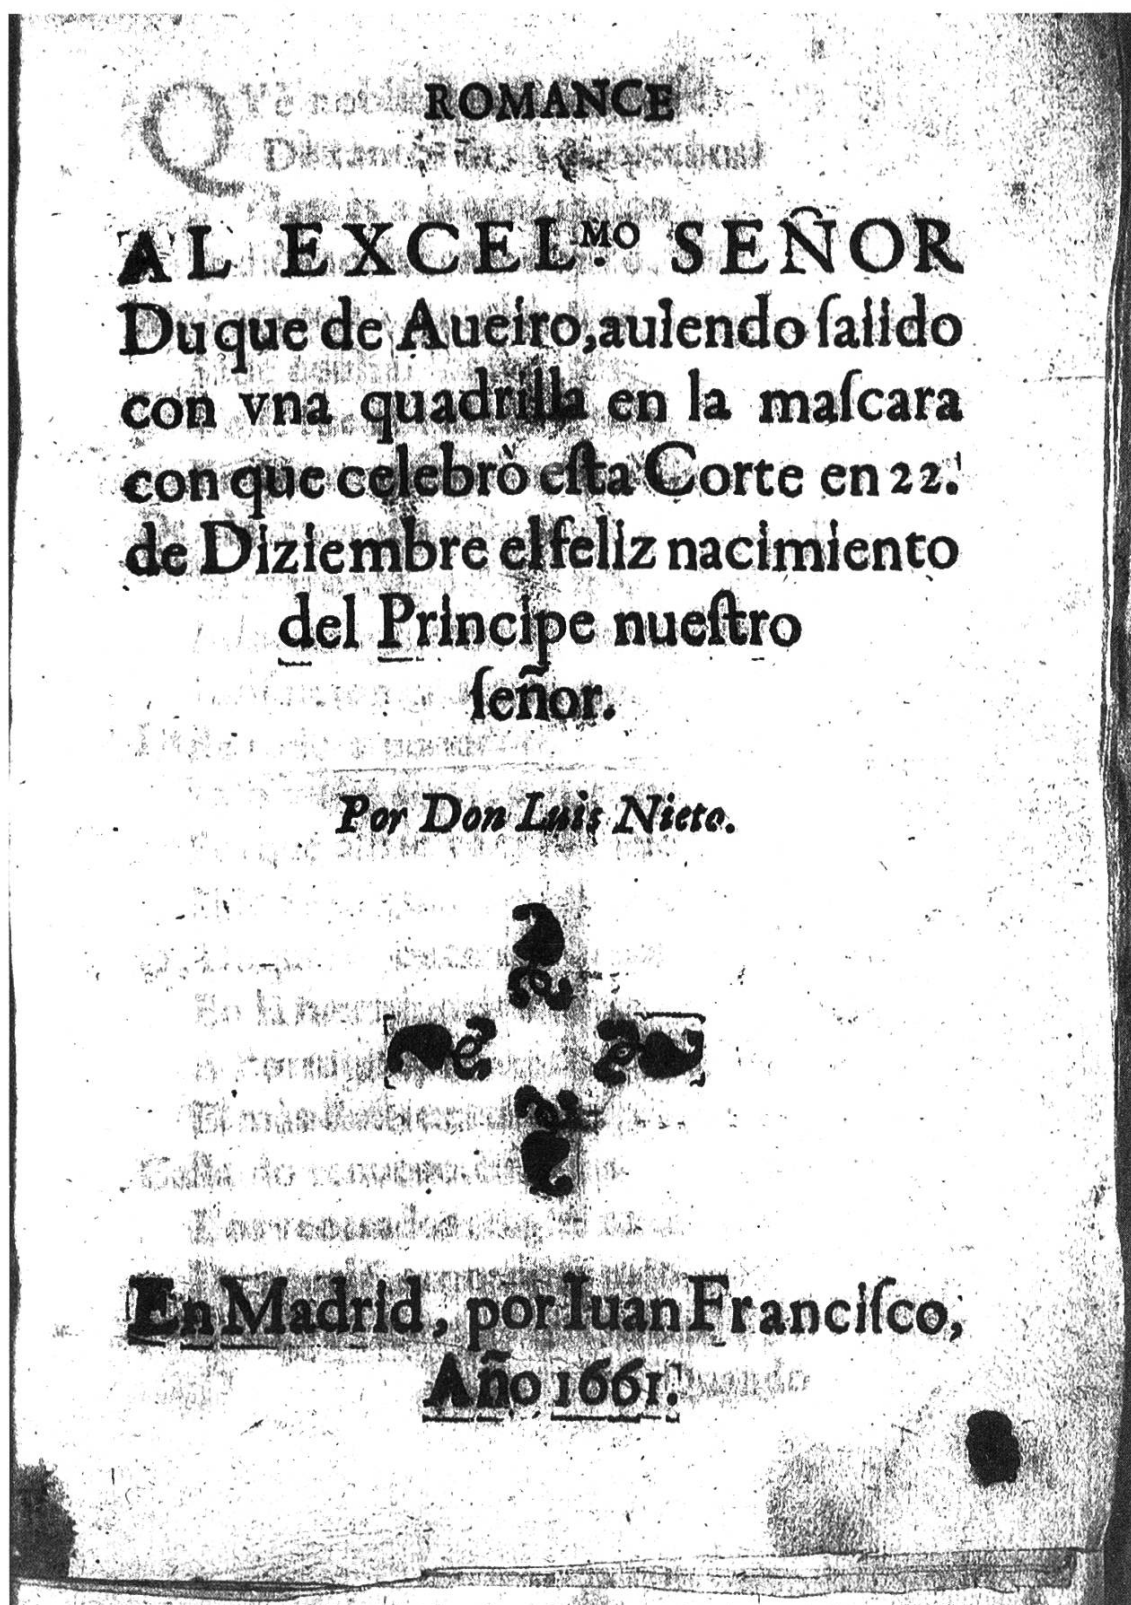 ROMANCE
AL EXCEL.ᴹᴼ SEÑOR
Duque de Aueiro, auiendo ſalido
con vna quadrilla en la maſcara
con que celebrò eſta Corte en 22.
de Diziembre el feliz nacimiento
del Principe nueſtro
ſeñor.
Por Don Luis Nieto.
En Madrid, por Iuan Franciſco,
Año 1661.